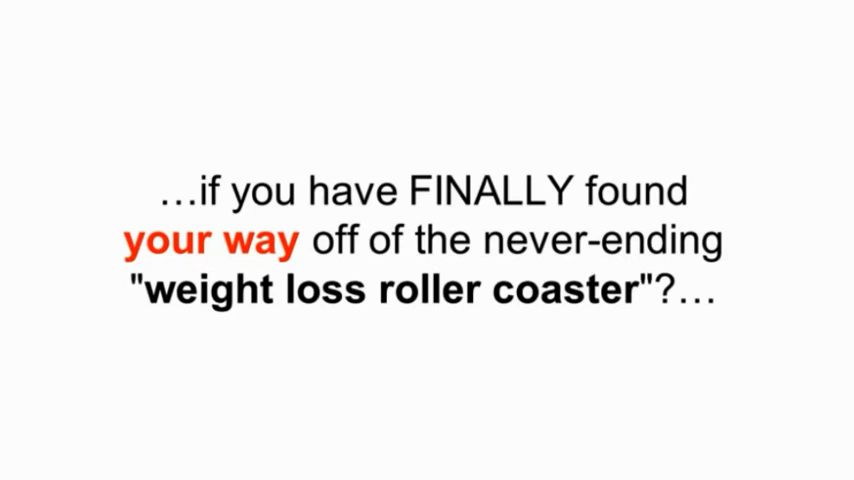 …if you have FINALLY found
your way off of the never-ending
"weight loss roller coaster"?…